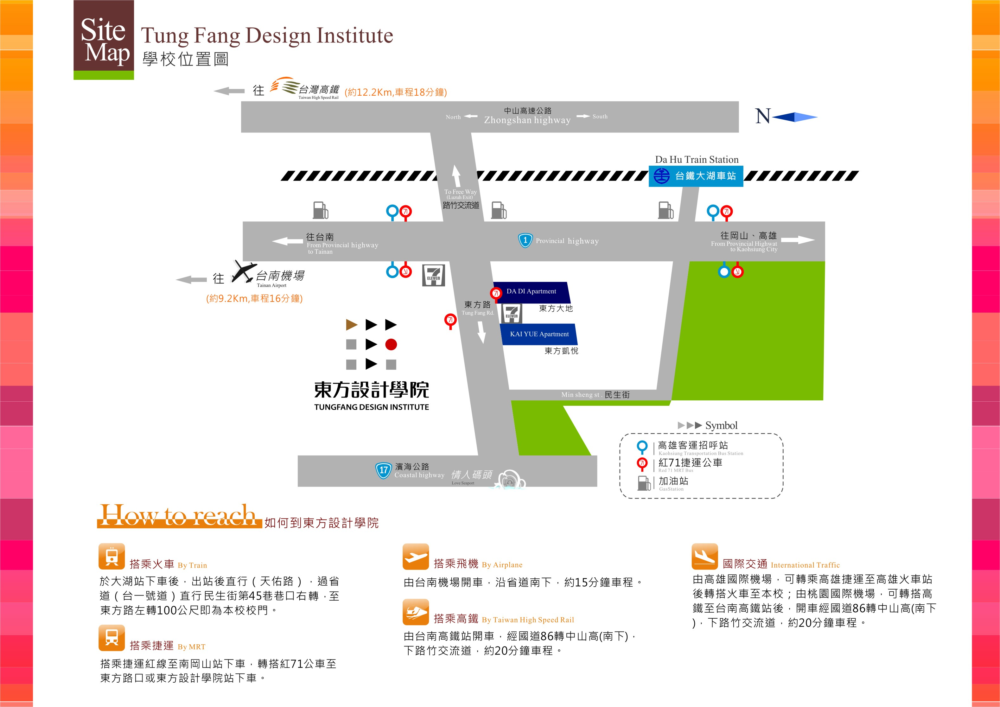 Site
Map
Tung Fang Design Institute
學校位置圖
往
台灣高鐵
Taiwan High Speed Rail
(約12.2Km,車程18分鐘)
中山高速公路
North
Zhongshan highway
South
N
Da Hu Train Station
台鐵大湖車站
To Free Way
(Luzuh Exit)
路竹交流道
71
71
往台南
From Provincial highway
to Tainan
1
Provincial highway
往岡山、高雄
From Provincial Highwat
to Kaohsiung City
往
台南機場
Tainan Airport
(約9.2Km,車程16分鐘)
71
7
ELEVEN
71
71
DA DI Apartment
東方大地
東方路
Tung Fang Rd.
7
ELEVEN
71
KAI YUE Apartment
東方凱悅
東方設計學院
TUNGFANG DESIGN INSTITUTE
Min sheng st . 民生街
Symbol
高雄客運招呼站
Kaohsiung Transportation Bus Station
71
紅71捷運公車
Red 71 MRT Bus
加油站
GasStation
17
濱海公路
Coastal highway
情人碼頭
Love Seaport
How to reach 如何到東方設計學院
搭乘火車 By Train
於大湖站下車後，出站後直行（天佑路），過省
道（台一號道）直行民生街第45巷巷口右轉，至
東方路左轉100公尺即為本校校門。
搭乘捷運 By MRT
搭乘捷運紅線至南岡山站下車，轉搭紅71公車至
東方路口或東方設計學院站下車。
搭乘飛機 By Airplane
由台南機場開車，沿省道南下，約15分鐘車程。
搭乘高鐵 By Taiwan High Speed Rail
由台南高鐵站開車，經國道86轉中山高(南下)，
下路竹交流道，約20分鐘車程。
國際交通 International Traffic
由高雄國際機場，可轉乘高雄捷運至高雄火車站
後轉搭火車至本校；由桃園國際機場，可轉搭高
鐵至台南高鐵站後，開車經國道86轉中山高(南下
)，下路竹交流道，約20分鐘車程。